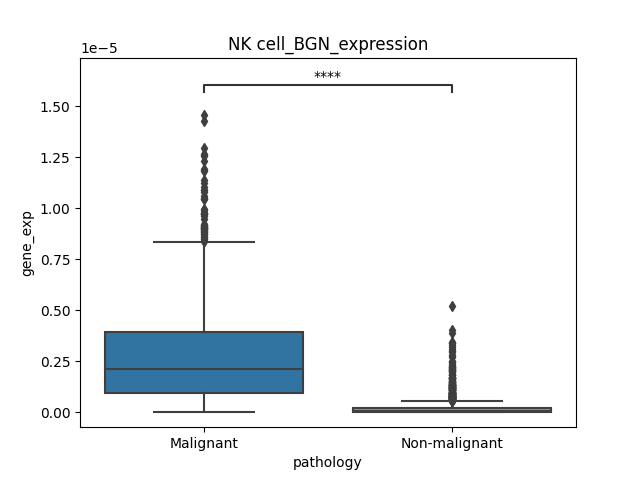 NK cell_BGN_expression
1e−5
****
1.50
1.25
1.00
0.75
0.50
0.25
0.00
gene_exp
Malignant
Non-malignant
pathology